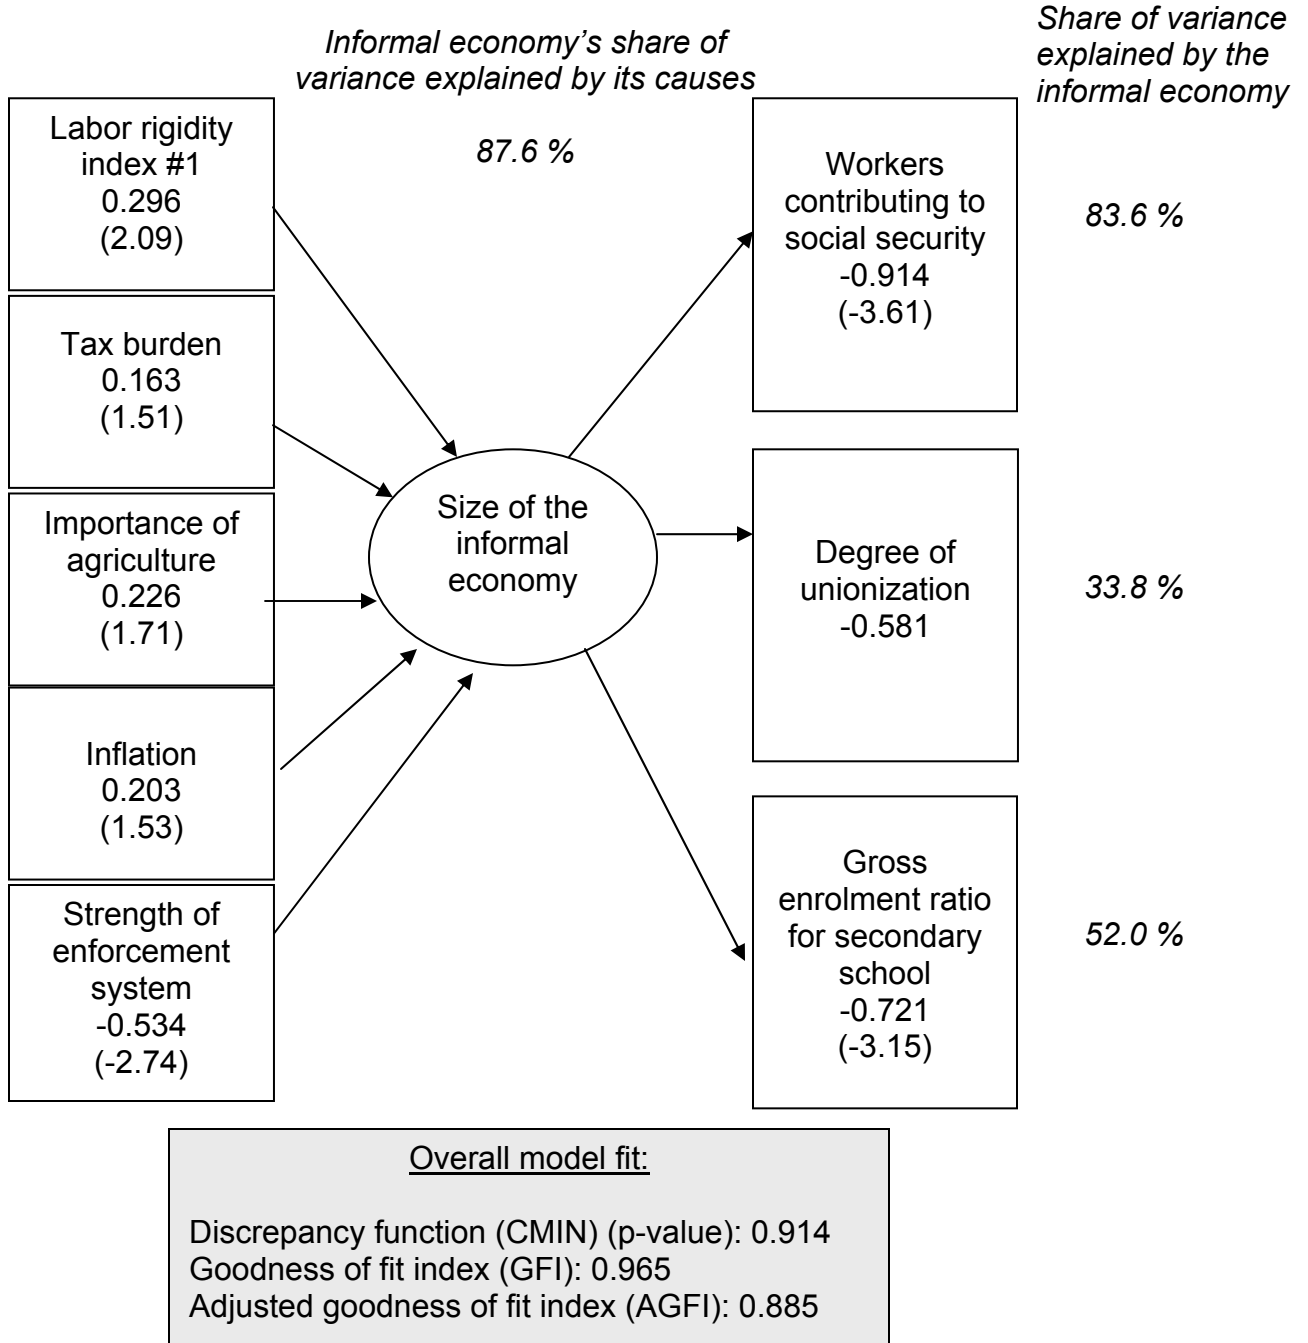 Informal economy’s share of
variance explained by its causes
87.6 %
Share of variance
explained by the
informal economy
Labor rigidity
index #1
0.296
(2.09)
Tax burden
0.163
(1.51)
Importance of
agriculture
0.226
(1.71)
Inflation
0.203
(1.53)
Strength of
enforcement
system
-0.534
(-2.74)
Size of the
informal
economy
Workers
contributing to
social security
-0.914
(-3.61)
83.6 %
Degree of
unionization
-0.581
33.8 %
Gross
enrolment ratio
for secondary
school
-0.721
(-3.15)
52.0 %
Overall model fit:
Discrepancy function (CMIN) (p-value): 0.914
Goodness of fit index (GFI): 0.965
Adjusted goodness of fit index (AGFI): 0.885